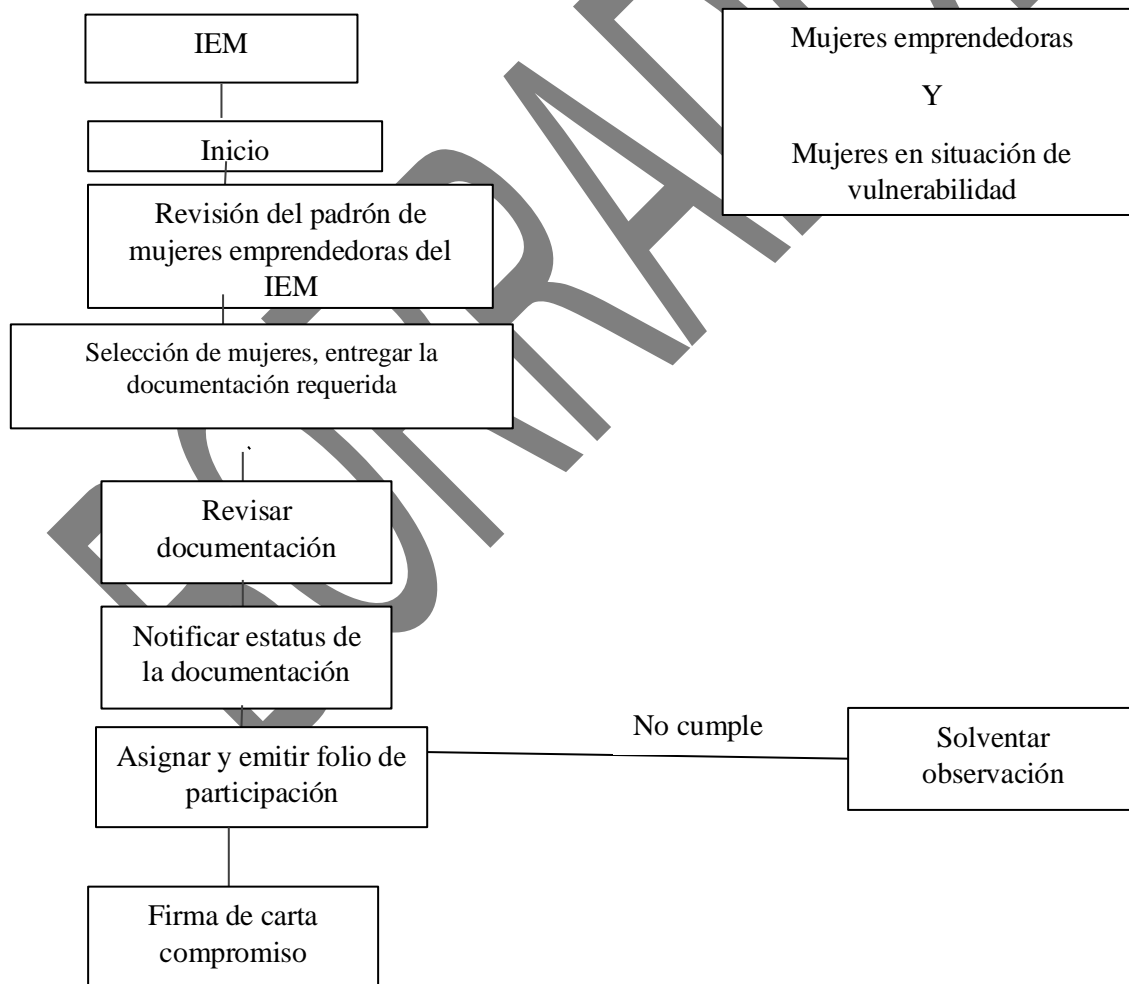 IEM
Mujeres emprendedoras
Y
Mujeres en situación de
vulnerabilidad
Inicio
Revisión del padrón de
mujeres emprendedoras del
IEM
Selección de mujeres, entregar la
documentación requerida
.
Revisar
documentación
Notificar estatus de
la documentación
Asignar y emitir folio de
participación
No cumple
Solventar
observación
Firma de carta
compromiso